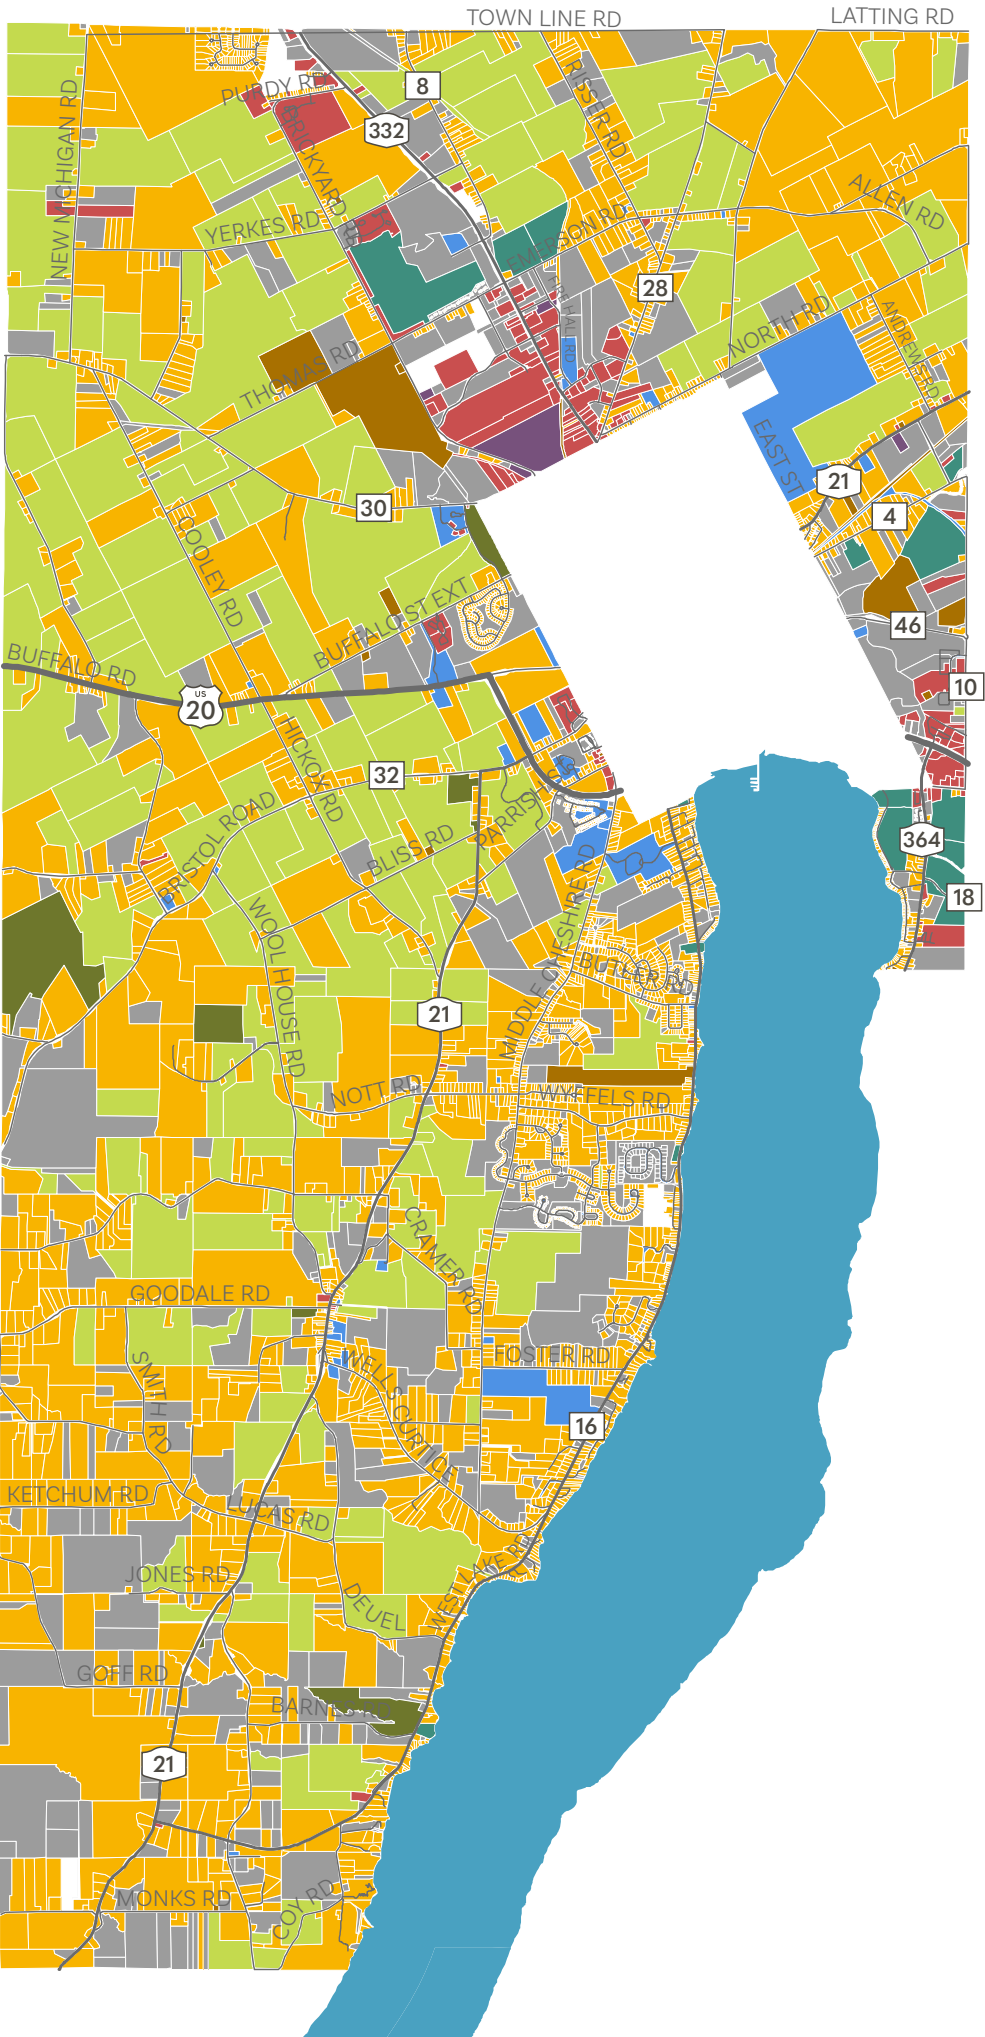 TOWN LINE RD
LATTING RD
8
PURDY RD
332
RISSER RD
NEW MICHIGAN RD
BRICKYARD RD
ALLEN RD
YERKES RD
EMERSON RD
28
FIRE HALL RD
NORTH RD
ANDREWS RD
THOMAS RD
EAST ST
21
30
4
COOLEY RD
BUFFALO ST EXT
46
BUFFALO RD
US
20
10
HICKOX RD
32
PARRISH ST
BRISTOL ROAD
BLISS RD
364
18
WOOLHOUSE RD
MIDDLE CHESHIRE RD
BUTLER RD
21
NOTT RD
WYFFELS RD
CRAMER RD
GOODALE RD
SMITH RD
WELLS CURTICE
FOSTER RD
16
KETCHUM RD
LUCAS RD
JONES RD
DEUEL
WEST LAKE RD
GOFF RD
BARNES RD
21
MONKS RD
COY RD